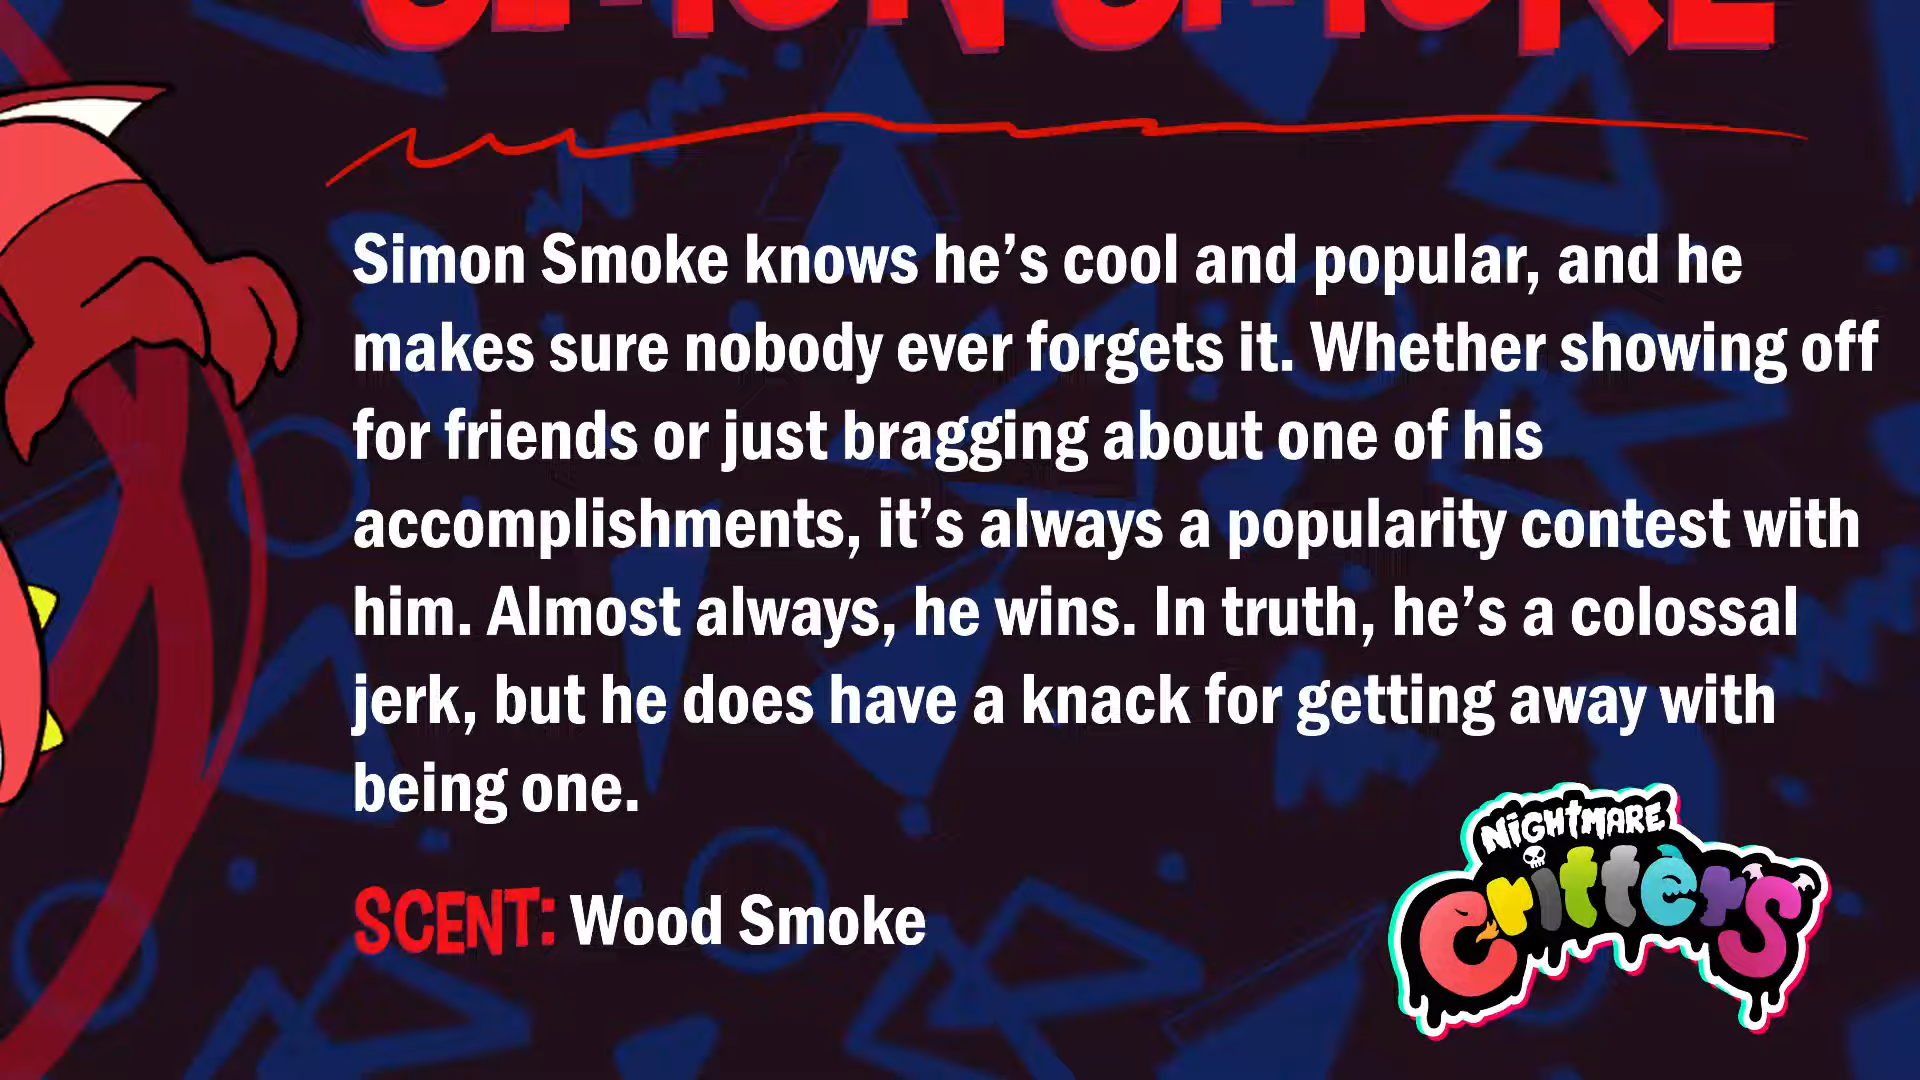 SIMON SMOKE
Simon Smoke knows he’s cool and popular, and he
makes sure nobody ever forgets it. Whether showing off
for friends or just bragging about one of his
accomplishments, it’s always a popularity contest with
him. Almost always, he wins. In truth, he’s a colossal
jerk, but he does have a knack for getting away with
being one.
SCENT: Wood Smoke
NIGHTMARE
critters